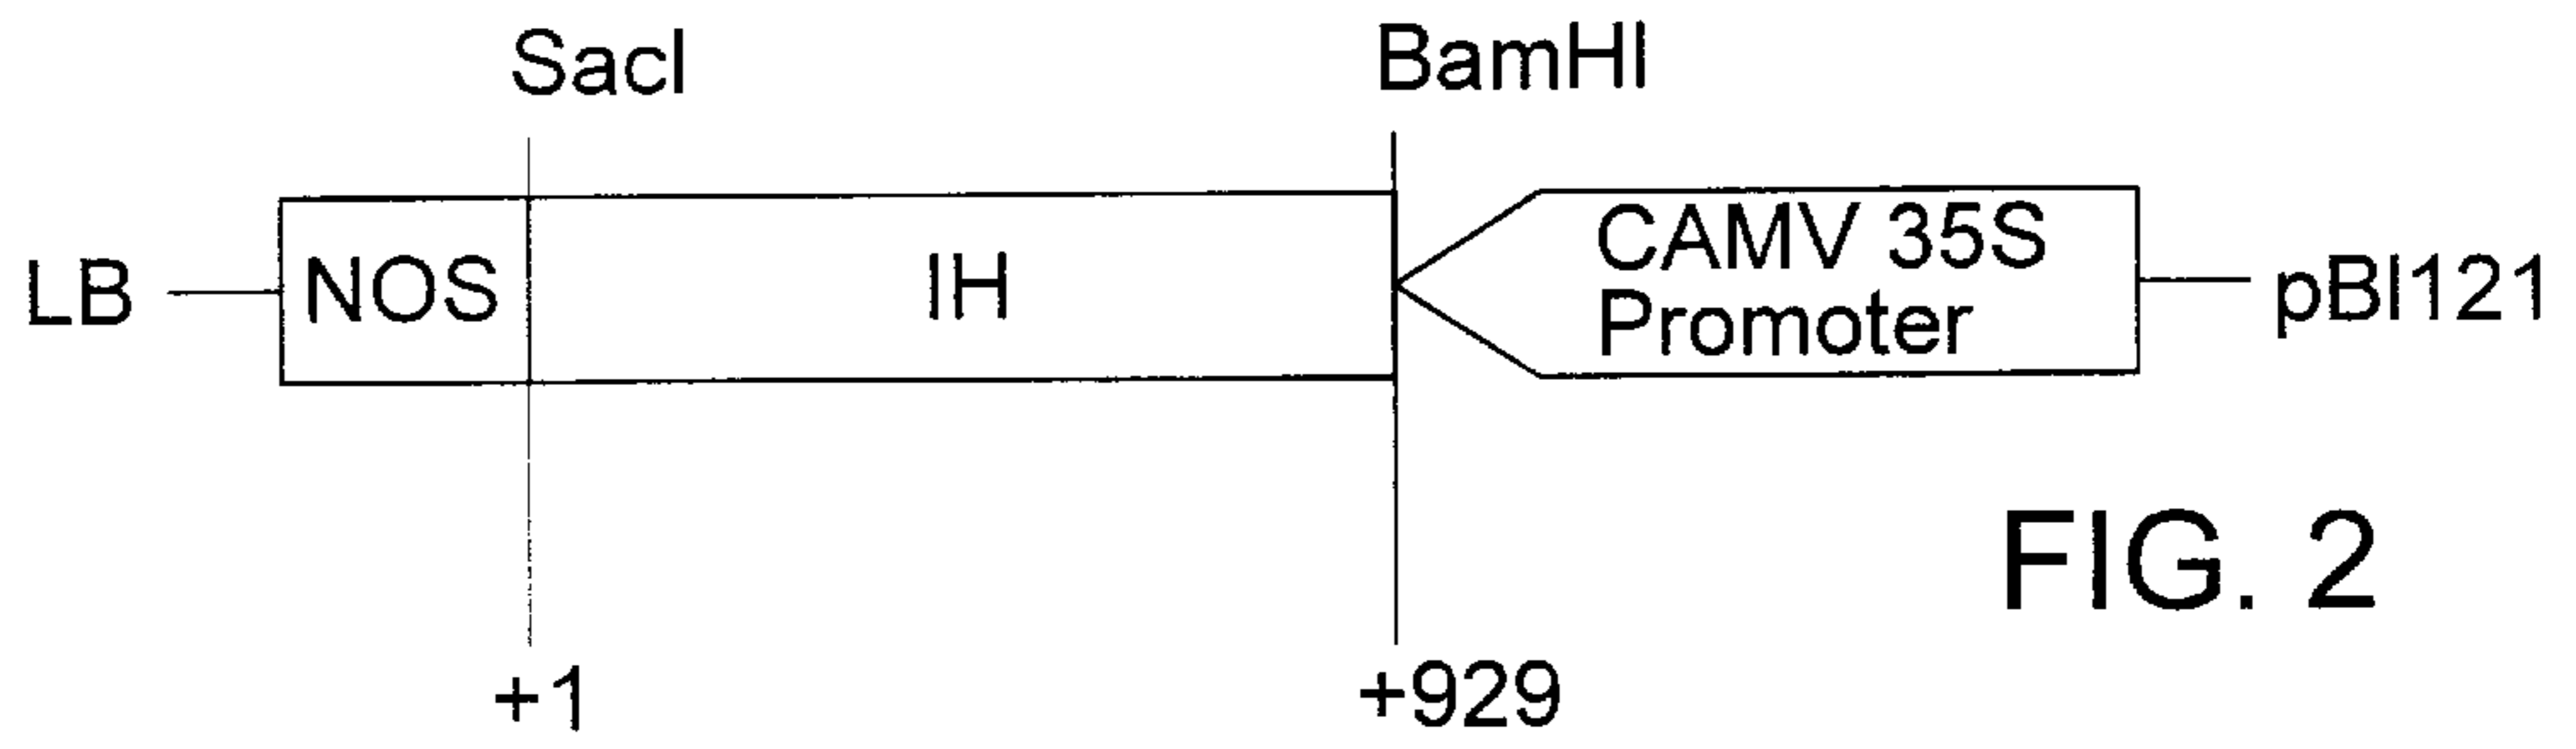 SacI
BamHI
LB
NOS
IH
CAMV 35S
Promoter
pBI121
+1
+929
FIG. 2